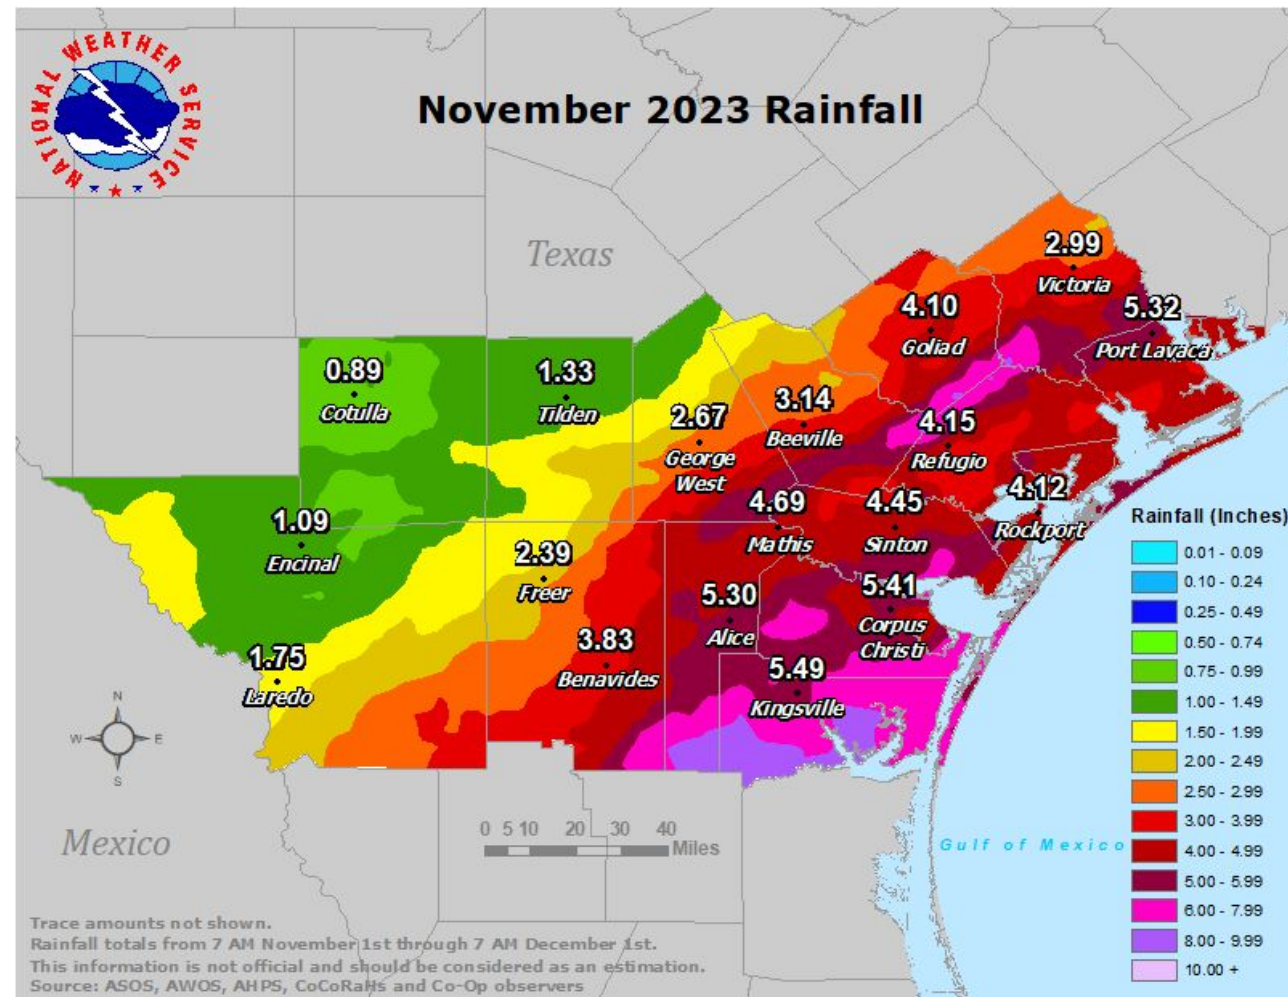 NATIONAL WEATHER SERVICE
November 2023 Rainfall
Texas
2.99
Victoria
4.10
Goliad
5.32
Port Lavaca
0.89
Cotulla
1.33
Tilden
2.67
George
West
3.14
Beeville
4.15
Refugio
4.12
Rockport
4.69
Mathis
4.45
Sinton
1.09
Encinal
2.39
Freer
5.30
Alice
5.41
Corpus
Christi
1.75
Laredo
3.83
Benavides
5.49
Kingsville
N
W E
S
Mexico
0 5 10 20 30 40
Miles
Gulf of Mexico
Rainfall (Inches)
0.01 - 0.09
0.10 - 0.24
0.25 - 0.49
0.50 - 0.74
0.75 - 0.99
1.00 - 1.49
1.50 - 1.99
2.00 - 2.49
2.50 - 2.99
3.00 - 3.99
4.00 - 4.99
5.00 - 5.99
6.00 - 7.99
8.00 - 9.99
10.00 +
Trace amounts not shown.
Rainfall totals from 7 AM November 1st through 7 AM December 1st.
This information is not official and should be considered as an estimation.
Source: ASOS, AWOS, AHPS, CoCoRaHs and Co-Op observers